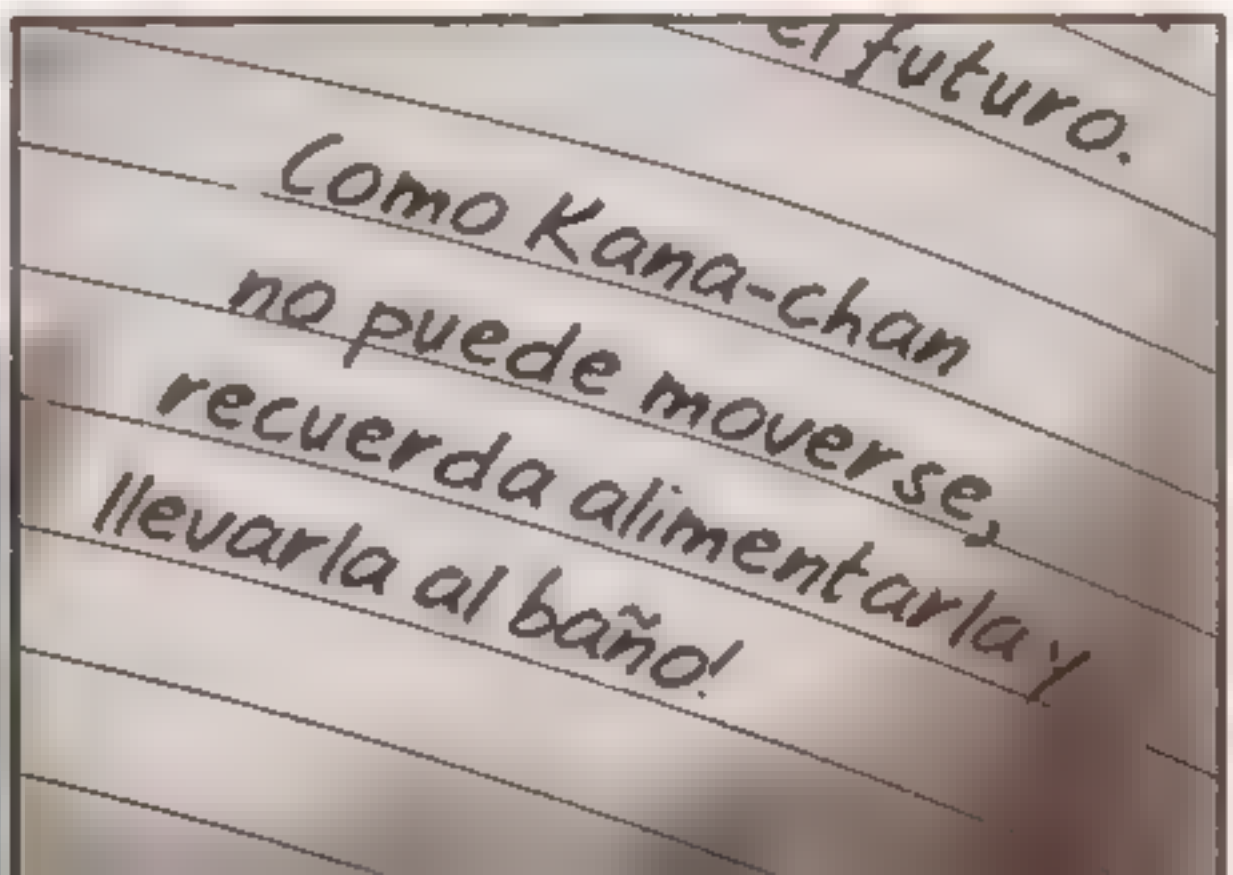 el futuro.
Como Kana-chan
no puede moverse,
recuerda alimentarla y
llevarla al baño!